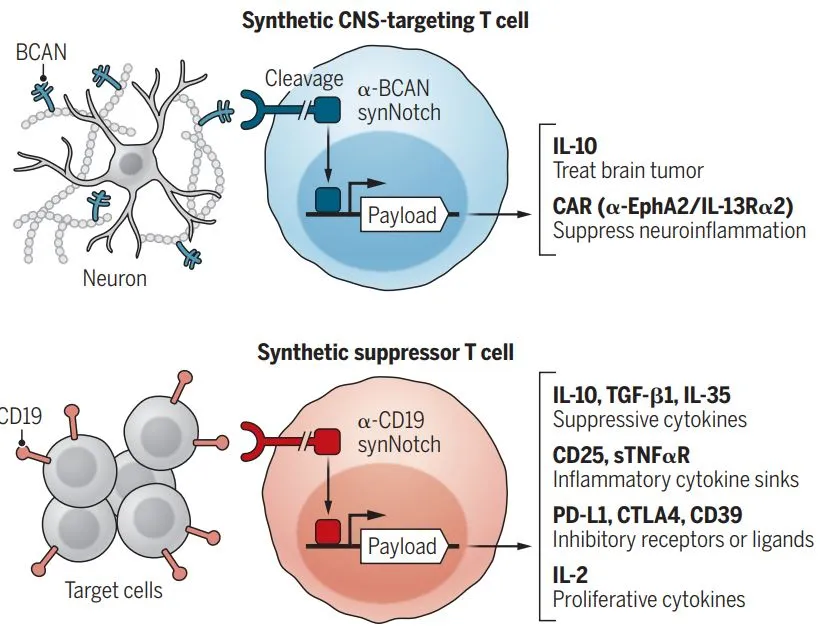 Synthetic CNS-targeting T cell
BCAN
Neuron
Cleavage
α-BCAN
synNotch
Payload
IL-10
Treat brain tumor
CAR (α-EphA2/IL-13Rα2)
Suppress neuroinflammation
Synthetic suppressor T cell
CD19
Target cells
α-CD19
synNotch
Payload
IL-10, TGF-β1, IL-35
Suppressive cytokines
CD25, sTNFαR
Inflammatory cytokine sinks
PD-L1, CTLA4, CD39
Inhibitory receptors or ligands
IL-2
Proliferative cytokines